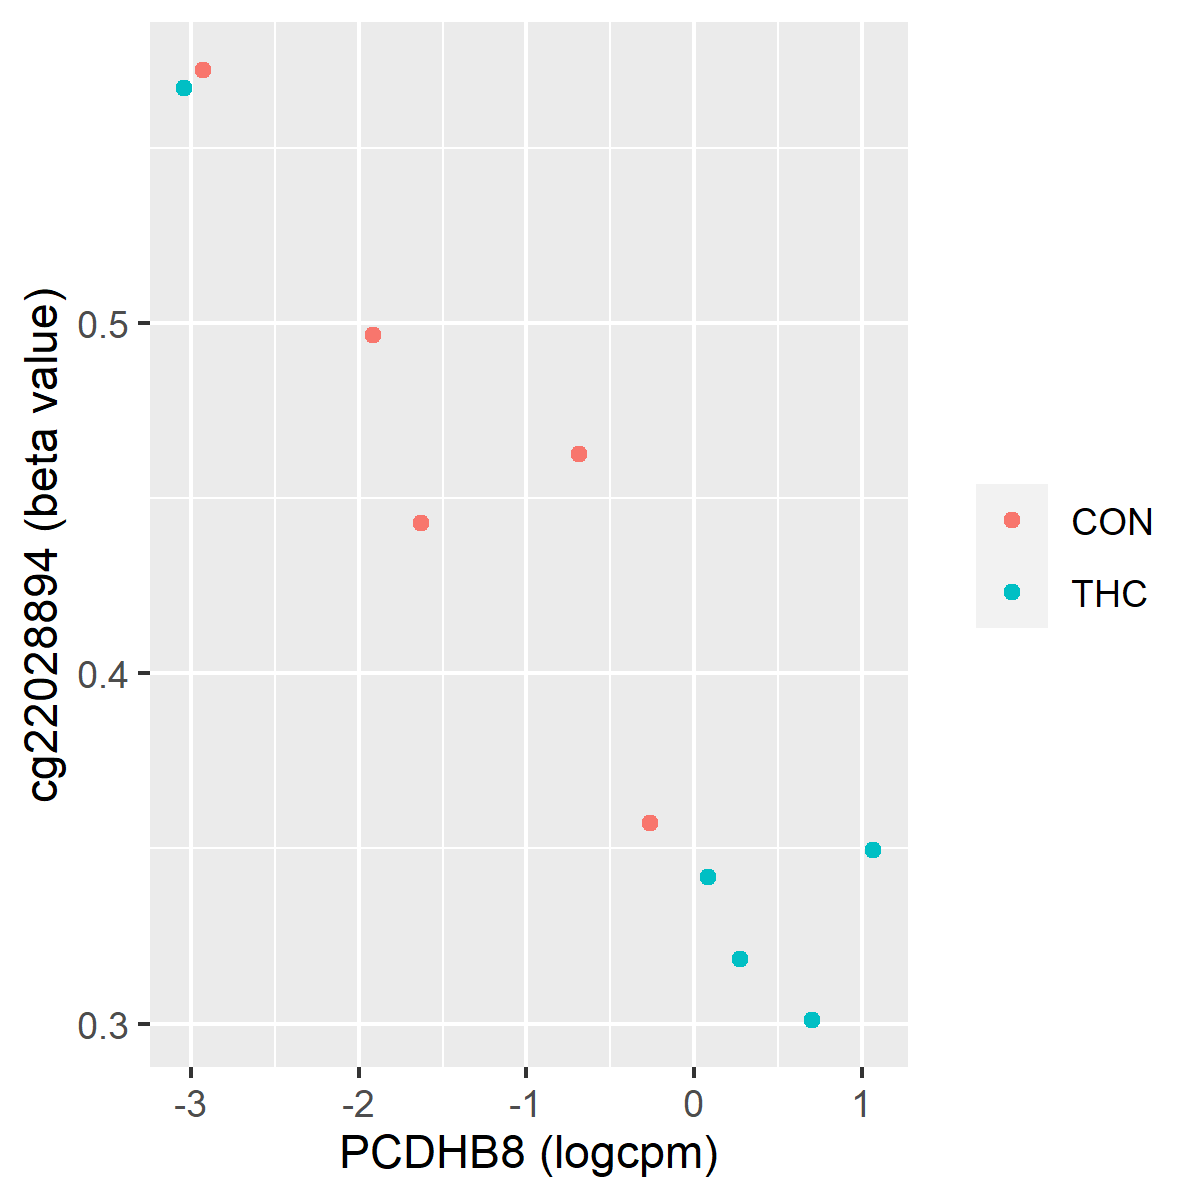 cg22028894 (beta value)
0.5
0.4
0.3
-3
-2
-1
0
1
PCDHB8 (logcpm)
CON
THC